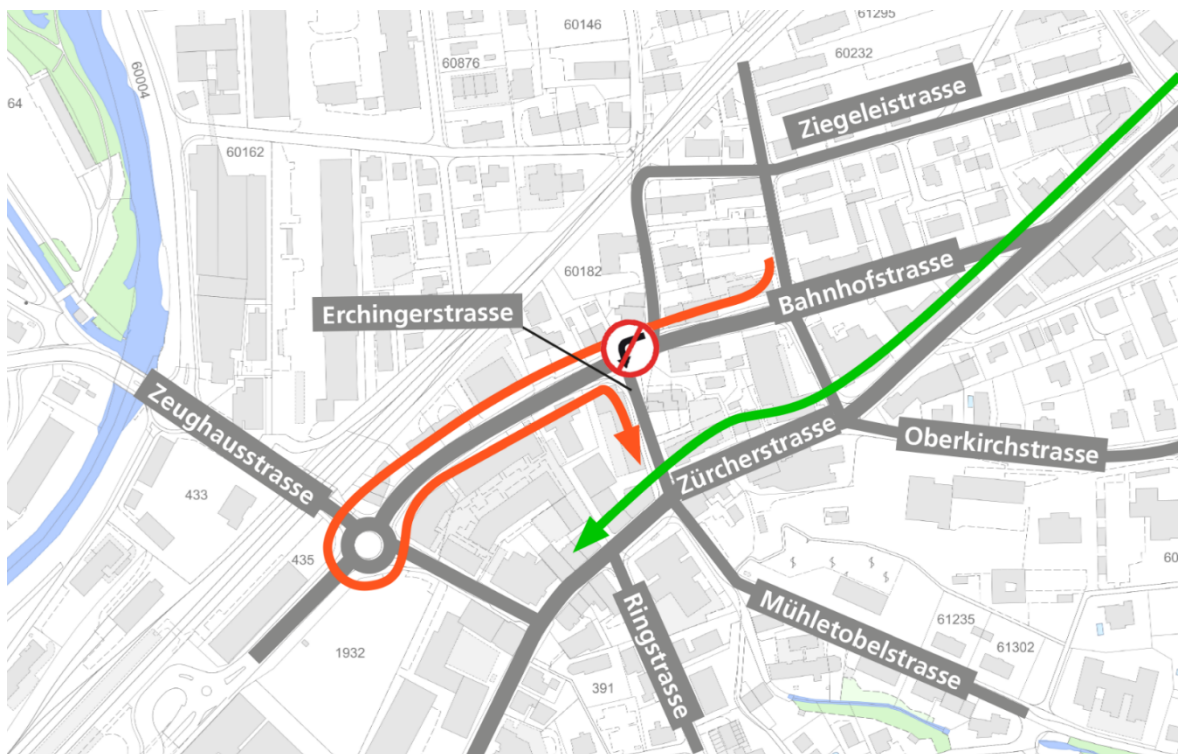 61295
60146
60232
60876
64
60004
Ziegeleistrasse
60162
60182
Bahnhofstrasse
Erchingerstrasse
Zeughausstrasse
Zürcherstrasse
Oberkirchstrasse
433
435
60
Ringstrasse
Mühletobelstrasse
61235
61302
1932
391